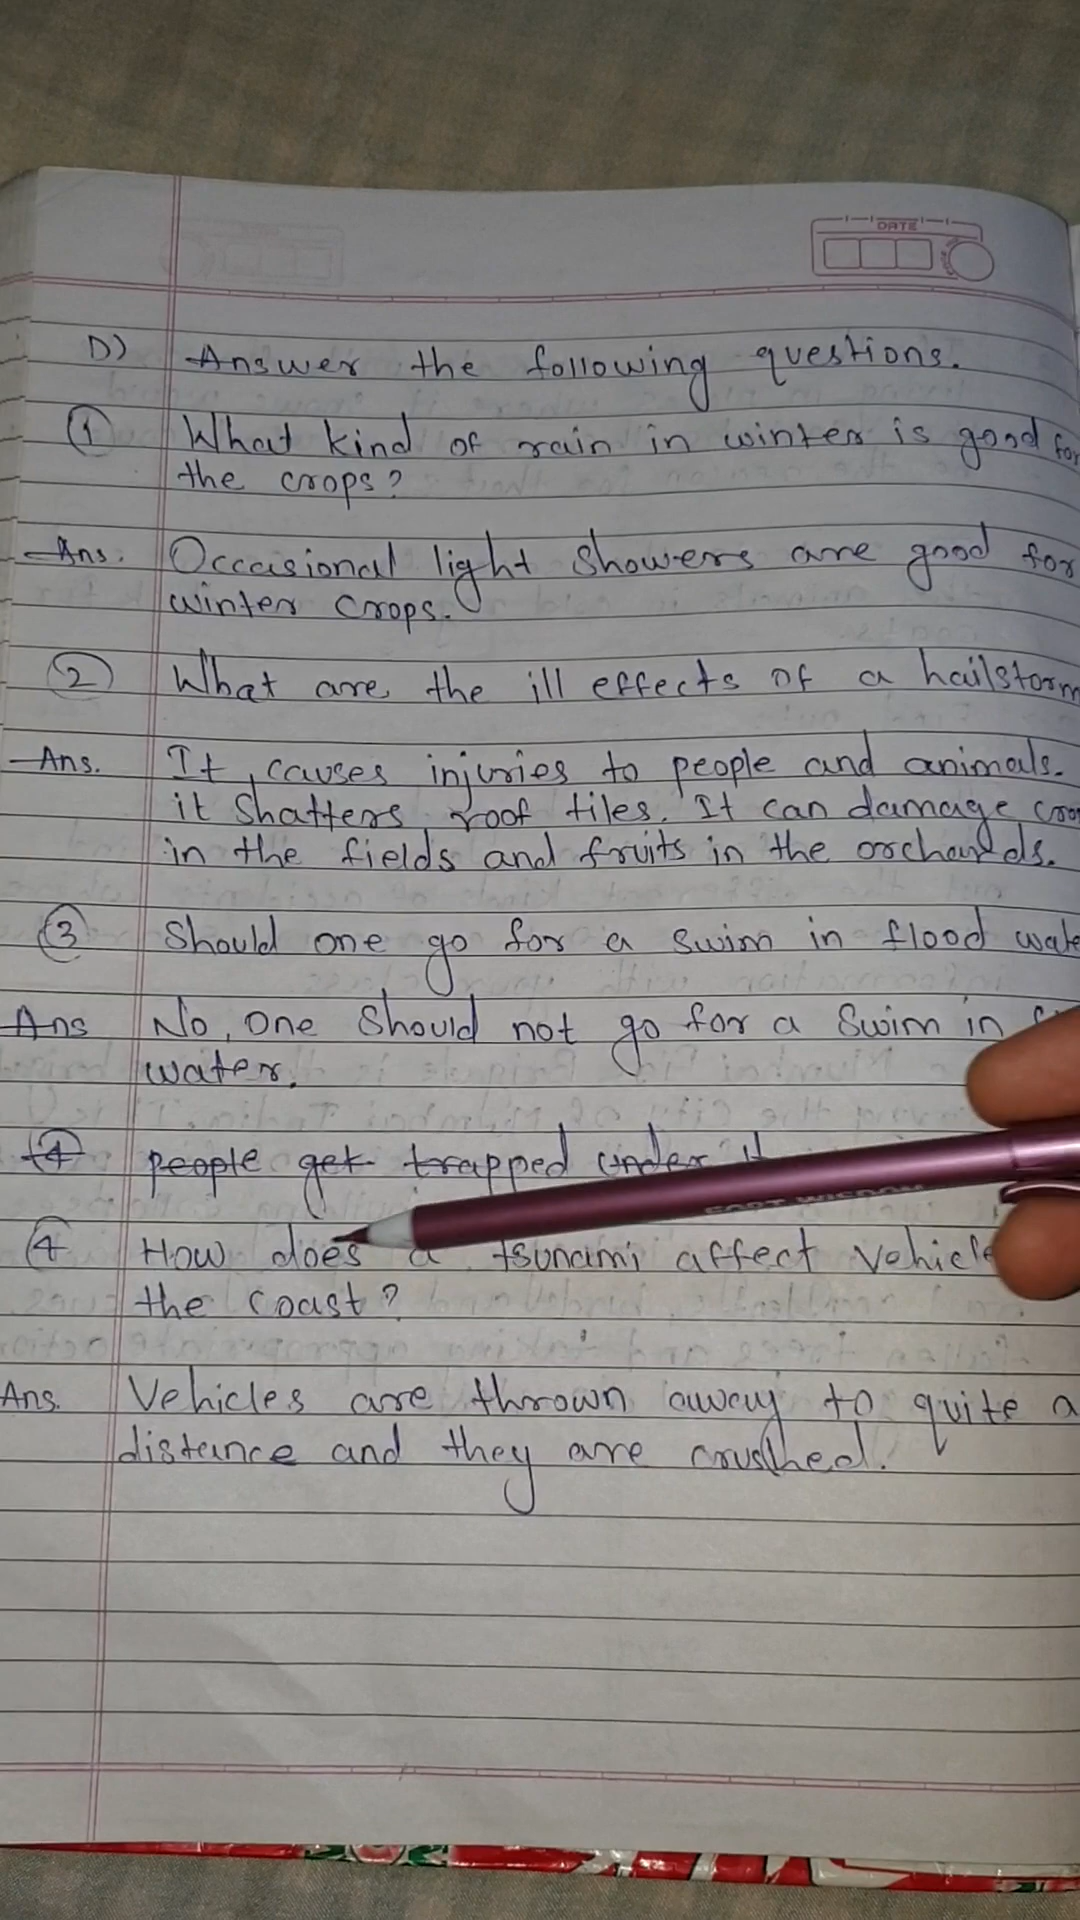 DATE
D) Answer the following questions.
① What kind of rain in winter is good for
the crops?
Ans. Occasional light showers are good for
winter crops.
② What are the ill effects of a hailstorm
Ans. It causes injuries to people and animals.
it shatters roof tiles. It can damage
in the fields and fruits in the orchards.
③ Should one go for a swim in flood
Ans No, one should not go for a swim in
water.
④ people get trapped under it
④ How does a tsunami affect
the coast?
Ans. Vehicles are thrown away to quite a
distance and they are crushed.